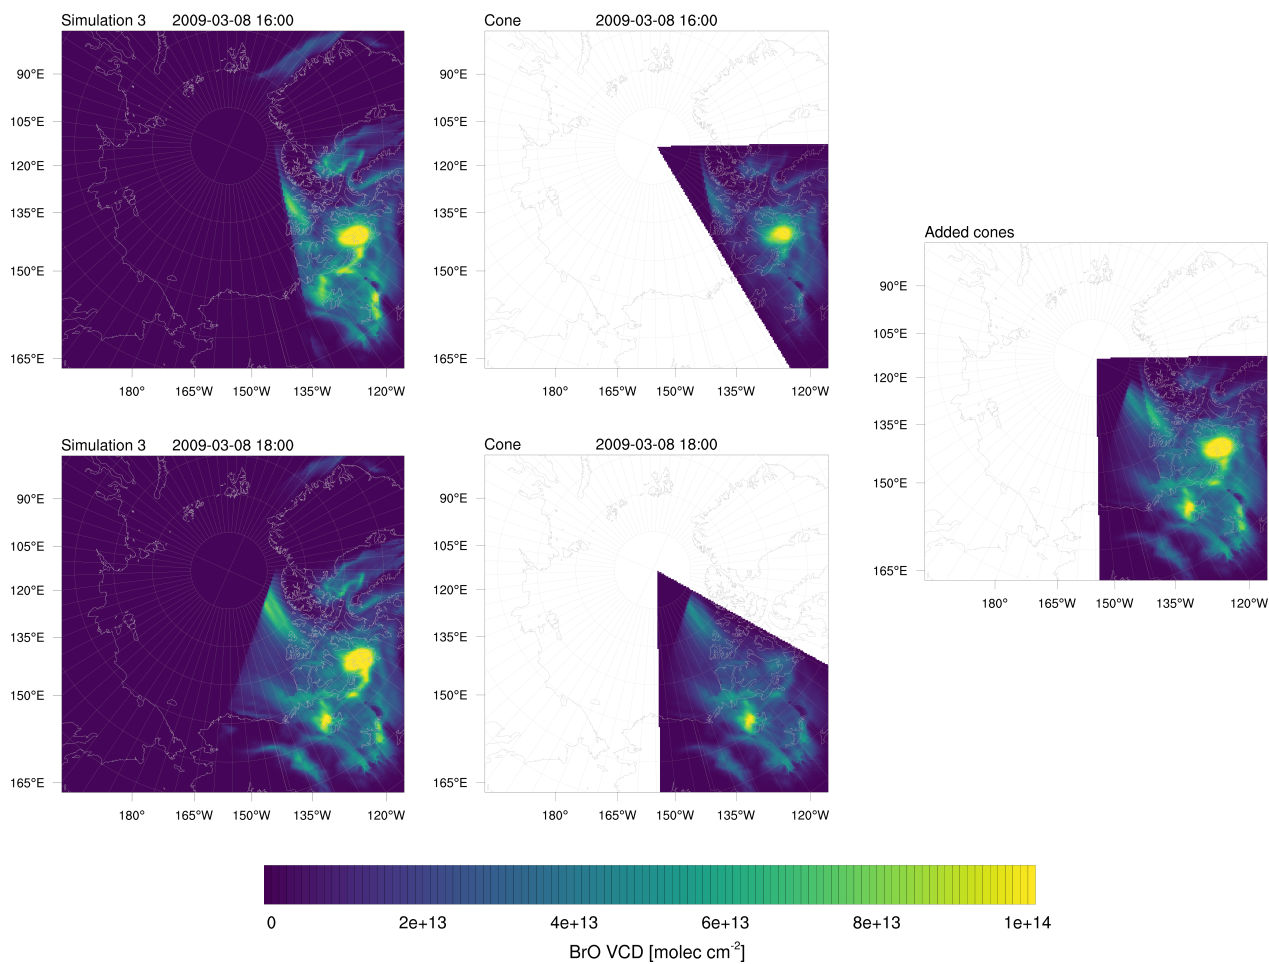 Simulation 3 2009-03-08 16:00
90°E
105°E
120°E
135°E
150°E
165°E
180° 165°W 150°W 135°W 120°W
Cone 2009-03-08 16:00
90°E
105°E
120°E
135°E
150°E
165°E
180° 165°W 150°W 135°W 120°W
Added cones
90°E
105°E
120°E
135°E
150°E
165°E
180° 165°W 150°W 135°W 120°W
Simulation 3 2009-03-08 18:00
90°E
105°E
120°E
135°E
150°E
165°E
180° 165°W 150°W 135°W 120°W
Cone 2009-03-08 18:00
90°E
105°E
120°E
135°E
150°E
165°E
180° 165°W 150°W 135°W 120°W
0 2e+13 4e+13 6e+13 8e+13 1e+14
BrO VCD [molec cm⁻²]